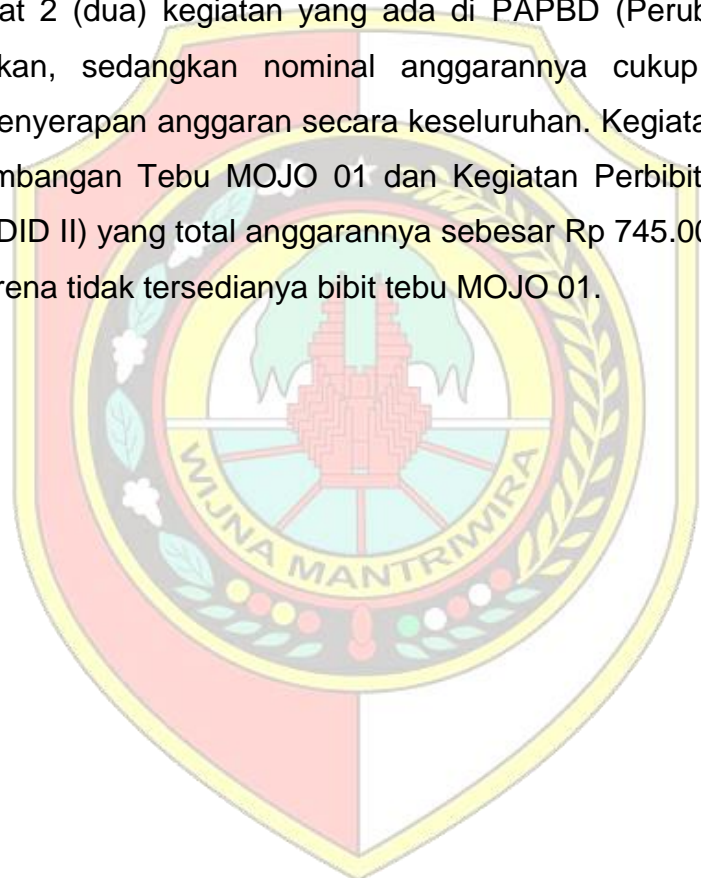 at 2 (dua) kegiatan yang ada di PAPBD (Perub
kan, sedangkan nominal anggarannya cukup
enyerapan anggaran secara keseluruhan. Kegiata
mbangan Tebu MOJO 01 dan Kegiatan Perbibit
DID II) yang total anggarannya sebesar Rp 745.00
rena tidak tersedianya bibit tebu MOJO 01.
WIJNA MANTRIWIRA